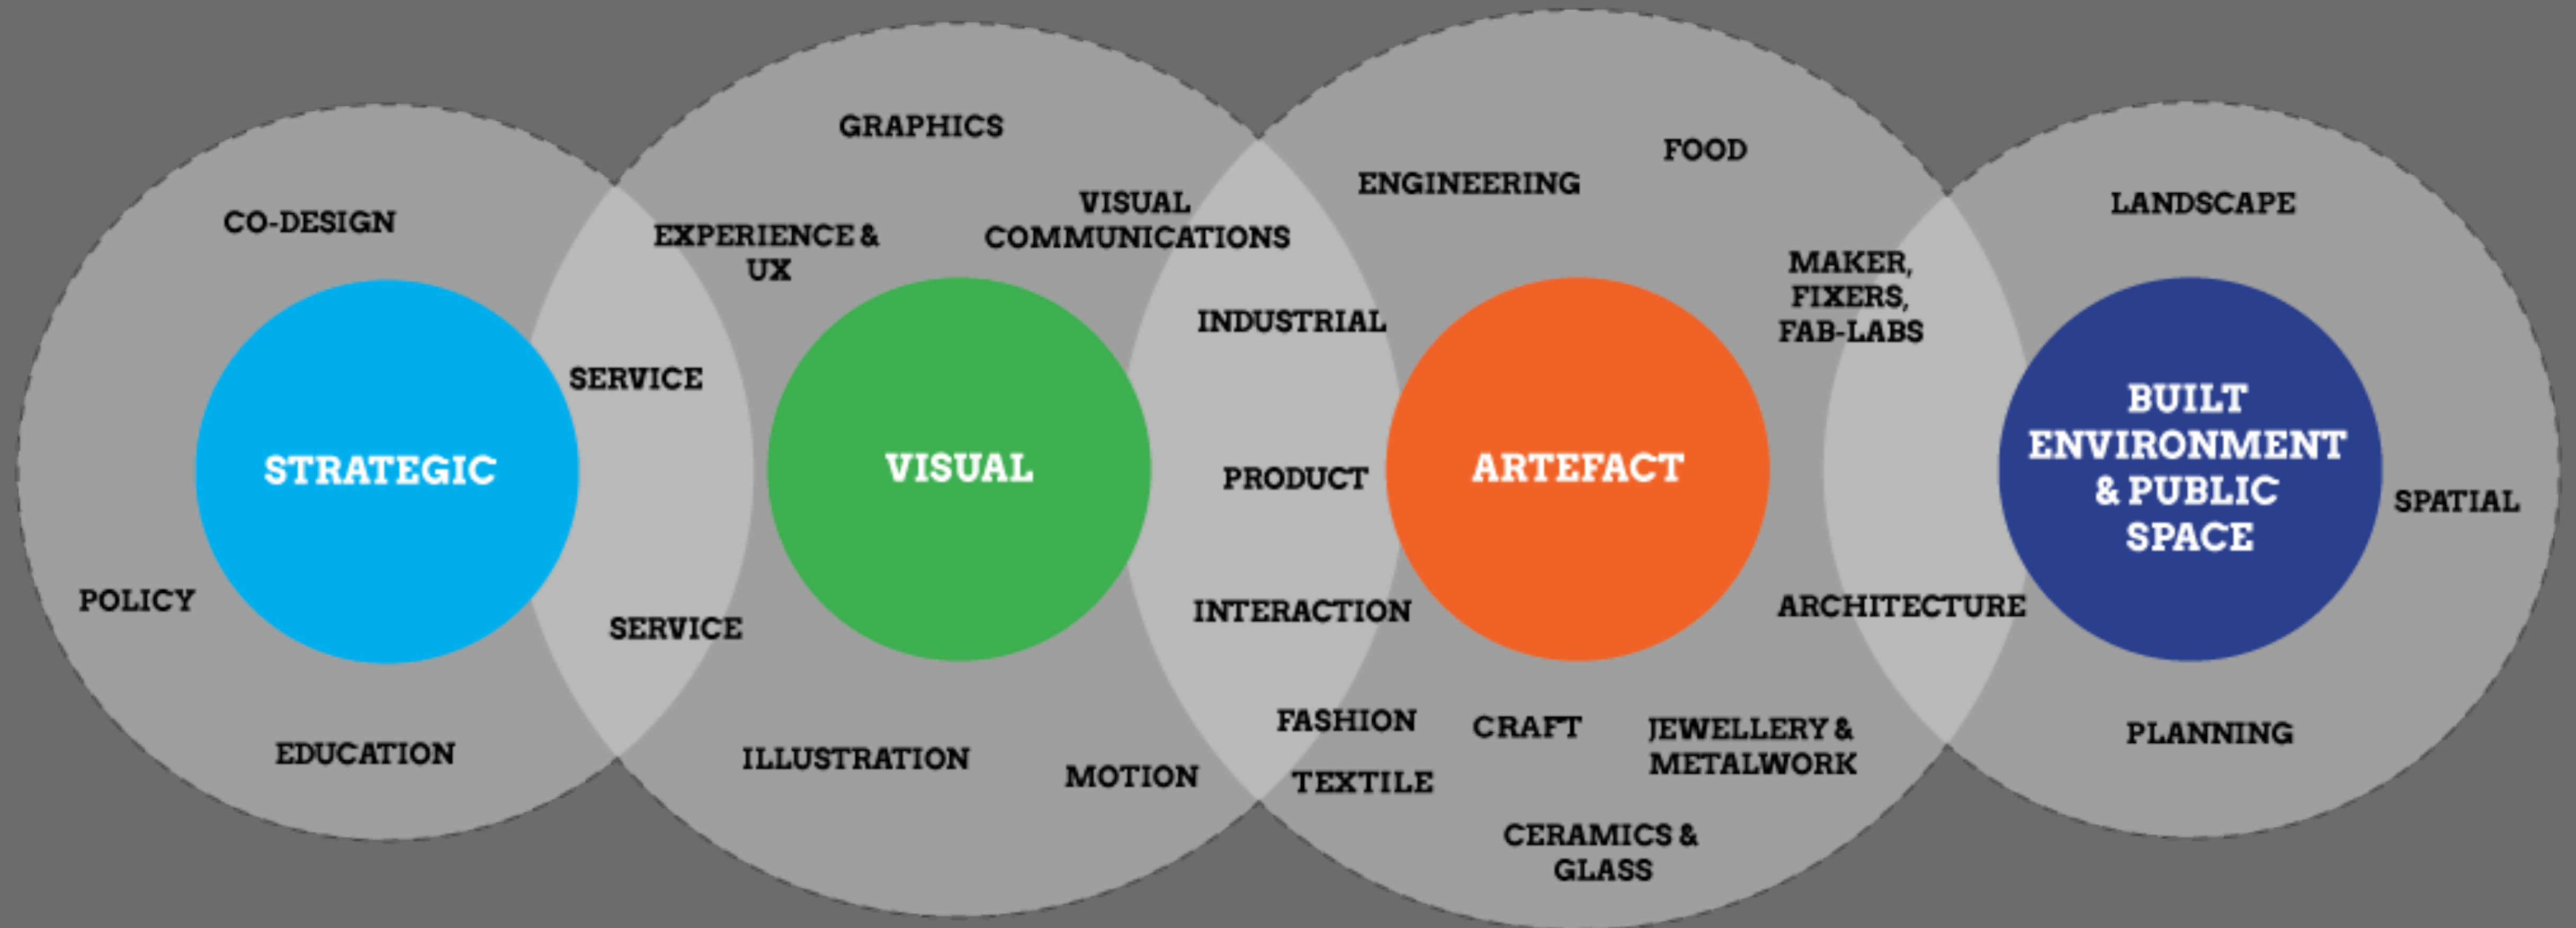 CO-DESIGN
STRATEGIC
POLICY
EDUCATION
SERVICE
SERVICE
GRAPHICS
EXPERIENCE &
UX
VISUAL
COMMUNICATIONS
VISUAL
ILLUSTRATION
MOTION
INDUSTRIAL
PRODUCT
INTERACTION
FASHION
TEXTILE
ENGINEERING
FOOD
ARTEFACT
CRAFT
JEWELLERY &
METALWORK
CERAMICS &
GLASS
MAKER,
FIXERS,
FAB-LABS
ARCHITECTURE
LANDSCAPE
BUILT
ENVIRONMENT
& PUBLIC
SPACE
SPATIAL
PLANNING